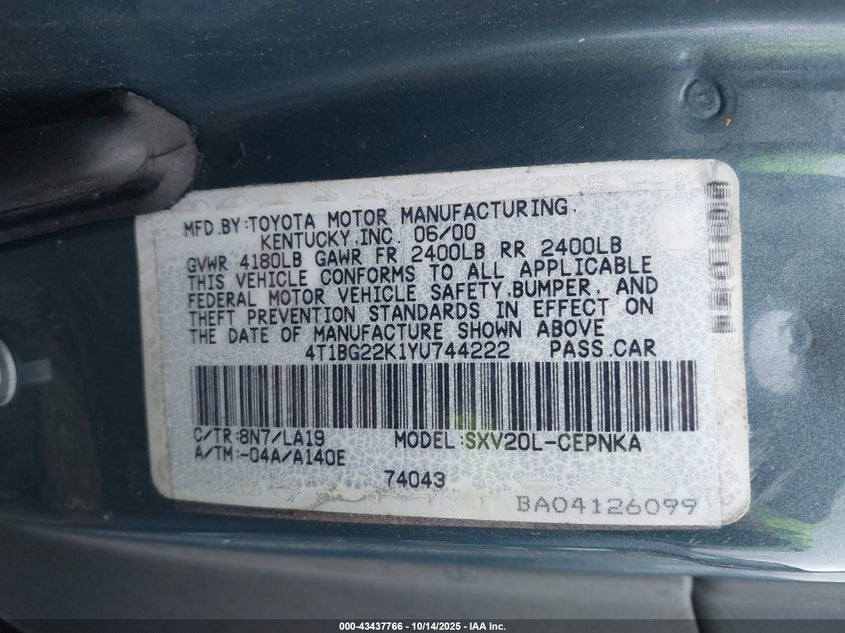 MFD.BY:TOYOTA MOTOR MANUFACTURING,
KENTUCKY,INC. 06/00
GVWR 4180LB GAWR FR 2400LB RR 2400LB
THIS VEHICLE CONFORMS TO ALL APPLICABLE
FEDERAL MOTOR VEHICLE SAFETY,BUMPER, AND
THEFT PREVENTION STANDARDS IN EFFECT ON
THE DATE OF MANUFACTURE SHOWN ABOVE
4T1BG22K1YU744222 PASS.CAR
C/TR:8N7/LA19 MODEL:SXV20L-CEPNKA
A/TM:-04A/A140E
74043
BA04126099
000-43437766 | 10/14/2025 - IAA Inc.